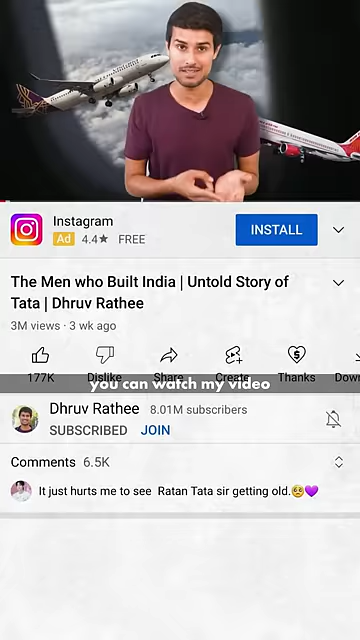 Instagram
INSTALL
Ad 4.4★ FREE
The Men who Built India | Untold Story of
Tata | Dhruv Rathee
3M views · 3 wk ago
177K Dislike Share Create Thanks Down
you can watch my video
Dhruv Rathee 8.01M subscribers
SUBSCRIBED JOIN
Comments 6.5K
It just hurts me to see Ratan Tata sir getting old.🥺💜